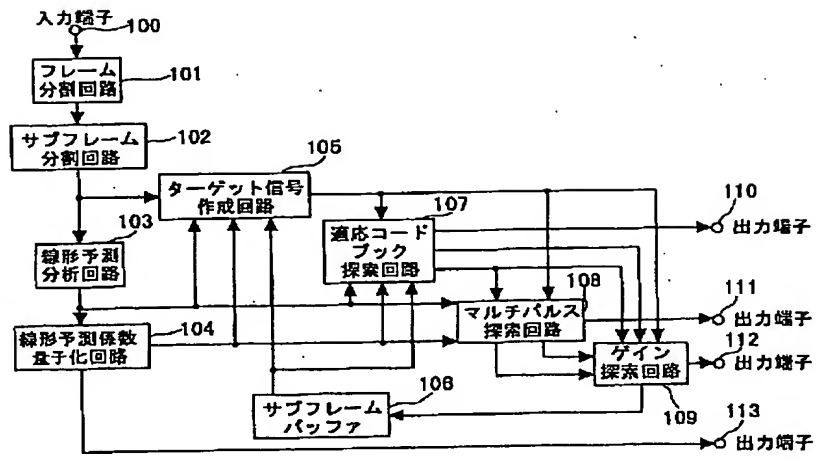 入力端子
100
フレーム
分割回路
101
サブフレーム
分割回路
102
105
ターゲット信号
作成回路
103
線形予測
分析回路
107
適応コード
ブック
探索回路
110
出力端子
108
マルチパルス
探索回路
111
出力端子
線形予測係数
量子化回路
104
ゲイン
探索回路
109
112
出力端子
106
サブフレーム
バッファ
113
出力端子